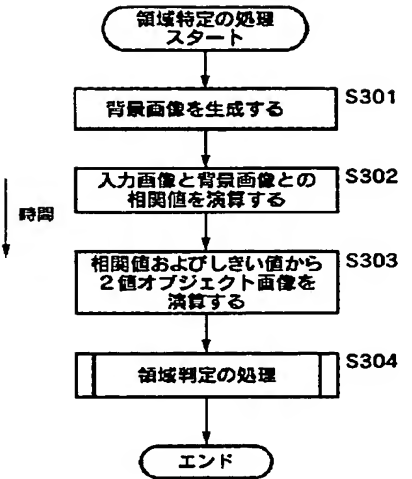 領域特定の処理
スタート
背景画像を生成する
S301
入力画像と背景画像との
相関値を演算する
S302
時間
相関値およびしきい値から
2値オブジェクト画像を
演算する
S303
領域判定の処理
S304
エンド